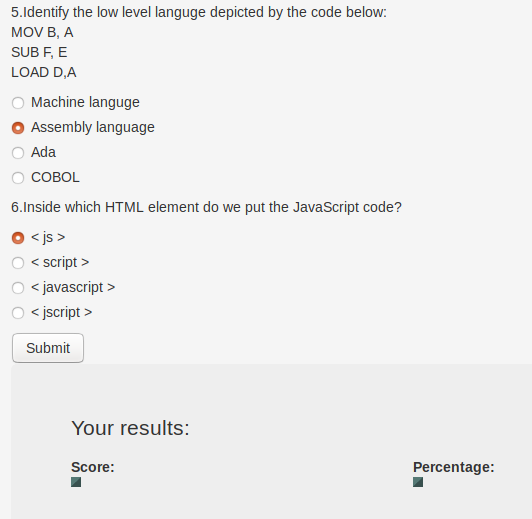 5.Identify the low level languge depicted by the code below:
MOV B, A
SUB F, E
LOAD D,A
Machine languge
Assembly language
Ada
COBOL
6.Inside which HTML element do we put the JavaScript code?
< js >
< script >
< javascript >
< jscript >
Submit
Your results:
Score: Percentage: